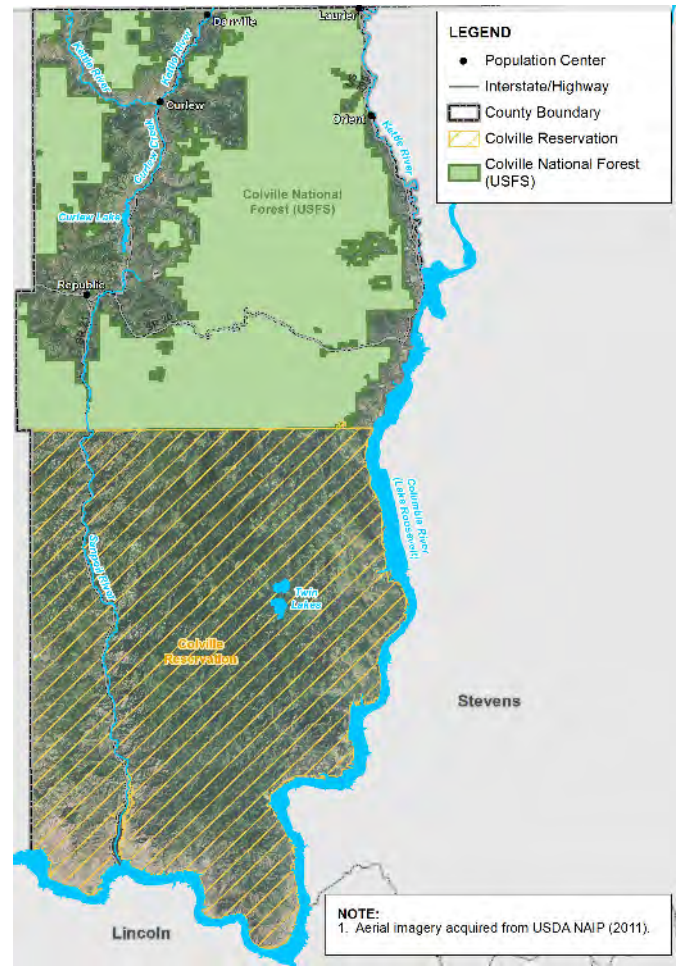 Danville
Laurier
LEGEND
Population Center
Interstate/Highway
County Boundary
Colville Reservation
Colville National Forest
(USFS)
Kettle River
Kettle River
Curlew
Orient
Kettle River
Curlew Creek
Colville National
Forest (USFS)
Curlew Lake
Republic
Columbia River
(Lake Roosevelt)
Sanpoil River
Twin
Lakes
Colville
Reservation
Stevens
NOTE:
1. Aerial imagery acquired from USDA NAIP (2011).
Lincoln